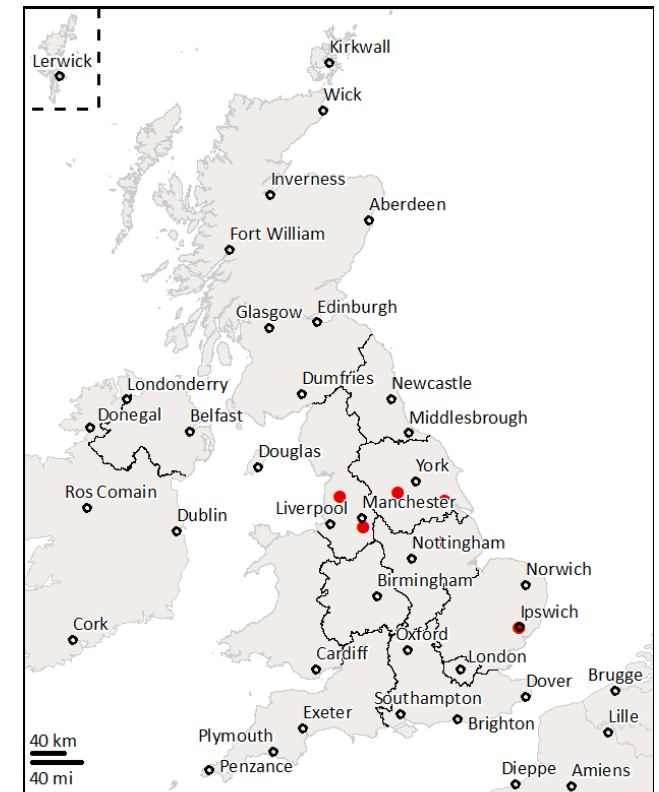 Kirkwall
Lerwick
Wick
Inverness
Aberdeen
Fort William
Glasgow
Edinburgh
Dumfries
Londonderry
Newcastle
Donegal
Belfast
Middlesbrough
Douglas
York
Ros Comain
Manchester
Liverpool
Dublin
Nottingham
Norwich
Birmingham
Ipswich
Cork
Oxford
Cardiff
London
Brugge
Dover
Southampton
Exeter
Lille
Brighton
Plymouth
40 km
Penzance
Dieppe
Amiens
40 mi